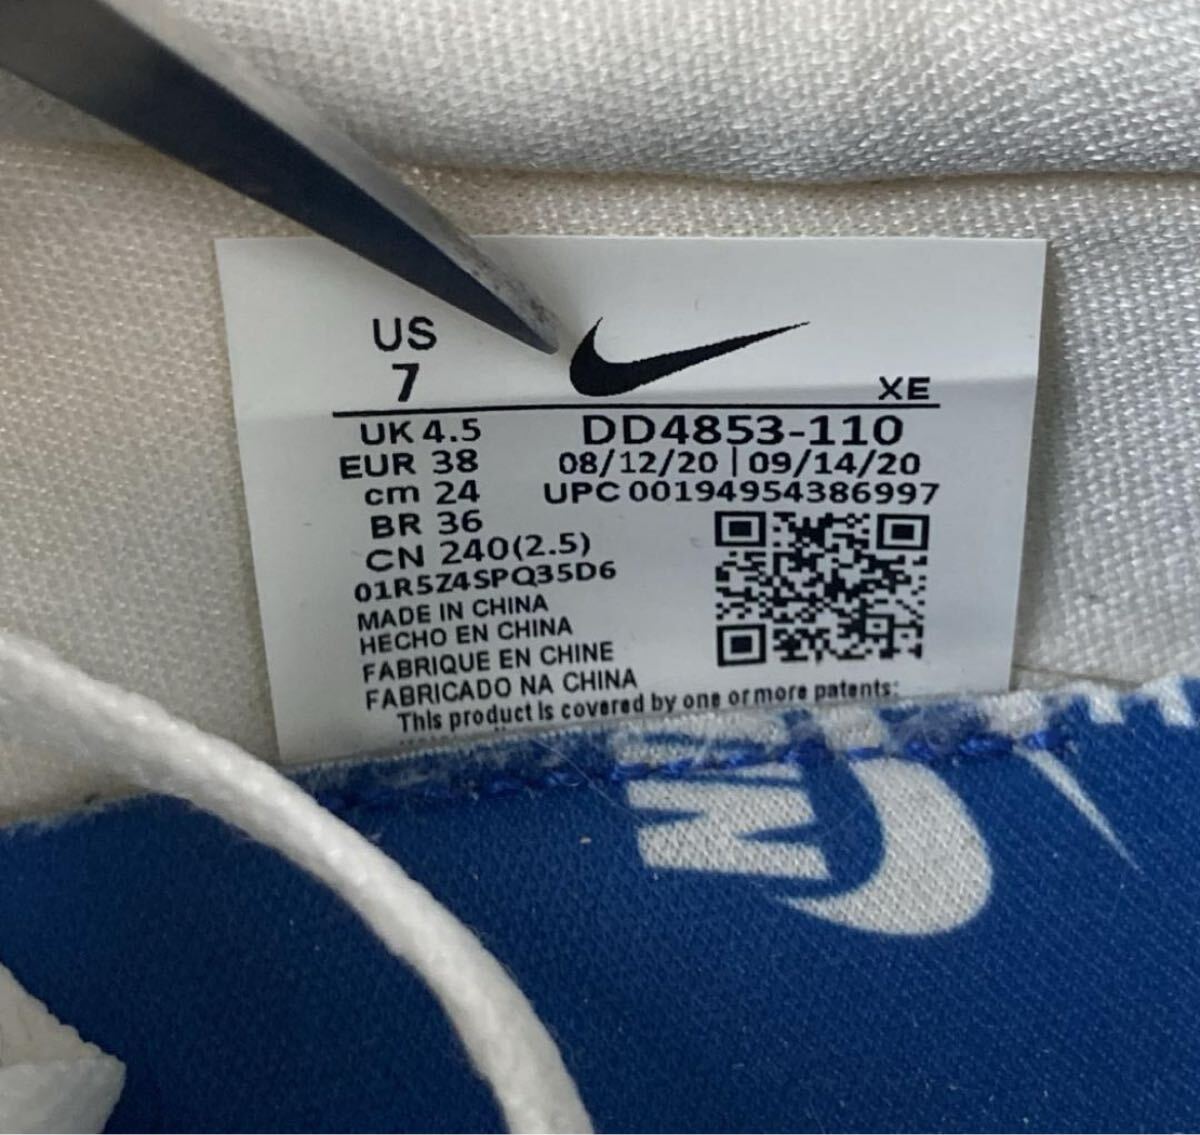 US
7
XE
UK 4.5
EUR 38
cm 24
BR 36
CN 240(2.5)
DD4853-110
08/12/20 | 09/14/20
UPC 00194954386997
01R5Z4SPQ35D6
MADE IN CHINA
HECHO EN CHINA
FABRIQUE EN CHINE
FABRICADO NA CHINA
This product is covered by one or more patents: